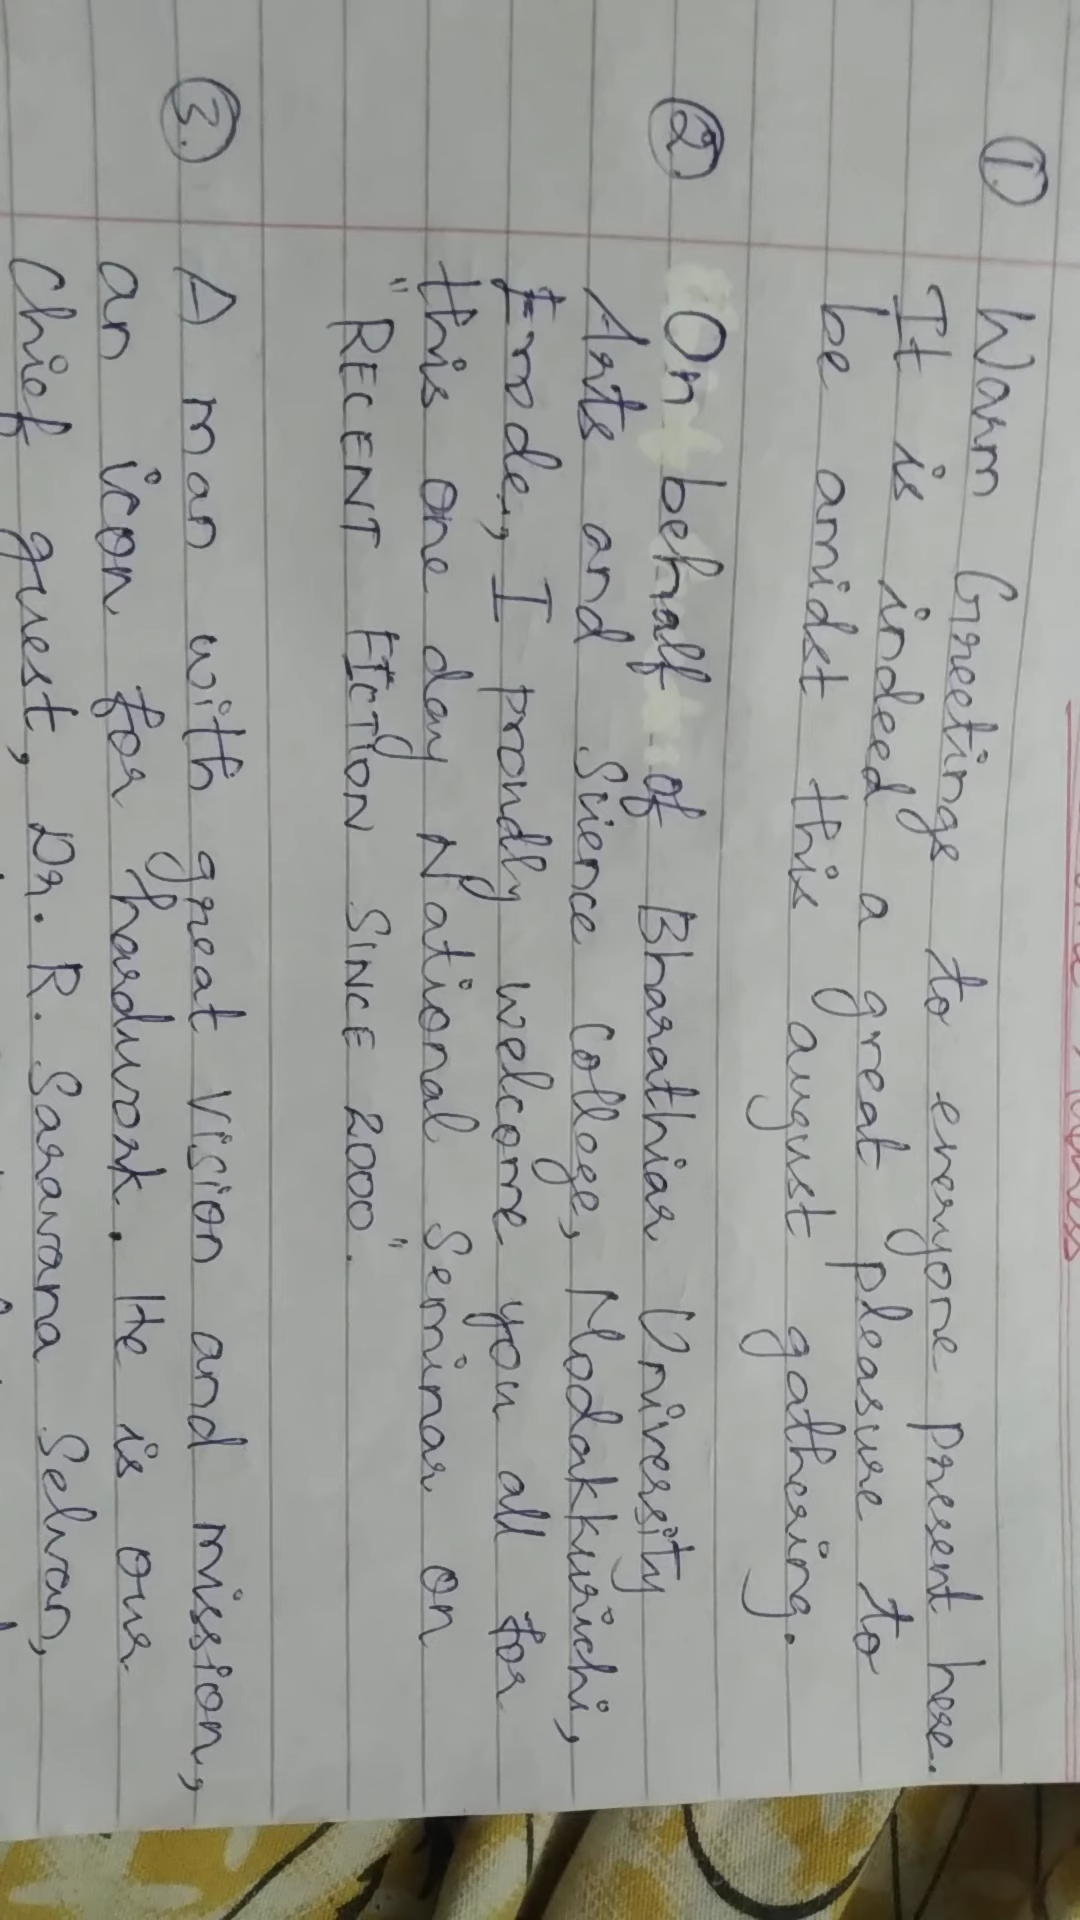 ① Warm Greetings to everyone present here.
It is indeed a great pleasure to
be amidst this august gathering.
②. On behalf of Bharathiar University
Arts and Science College, Modakkurichi,
Erode, I proudly welcome you all for
this one day National Seminar on
"RECENT FICTION SINCE 2000".
③. A man with great Vision and mission,
an icon for hardwork. He is our
Chief guest, Dr. R. Saravana Selvan,